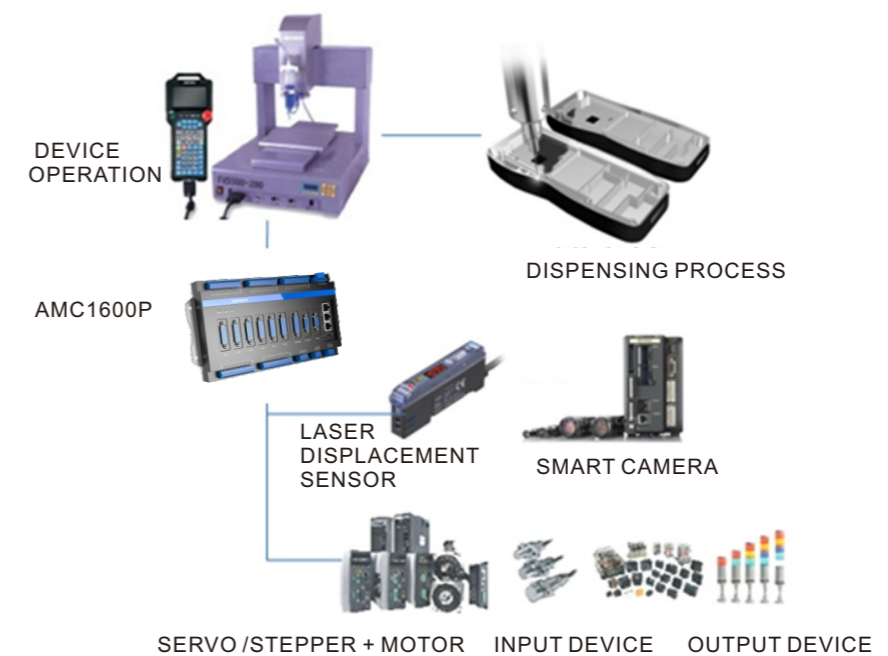 DEVICE
OPERATION
DISPENSING PROCESS
AMC1600P
LASER
DISPLACEMENT
SENSOR
SMART CAMERA
SERVO /STEPPER + MOTOR
INPUT DEVICE
OUTPUT DEVICE